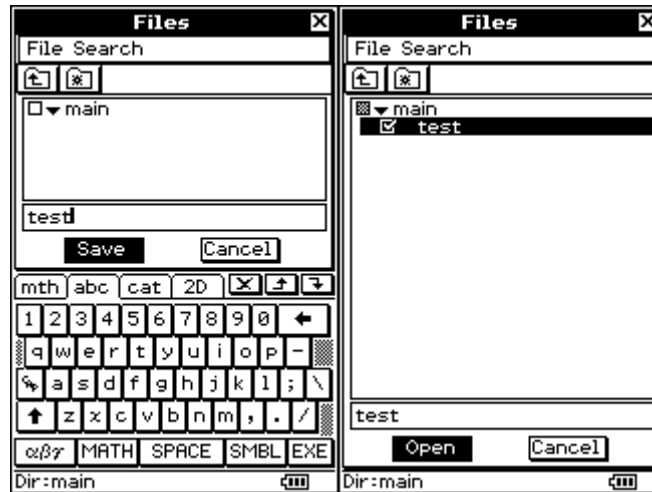 Files
File Search
main
test
Save Cancel
mth abc cat 2D
1 2 3 4 5 6 7 8 9 0
q w e r t y u i o p -
a s d f g h j k l ; \
z x c v b n m , . /
αβγ MATH SPACE SMBL EXE
Dir:main
Files
File Search
main
test
test
Open Cancel
Dir:main